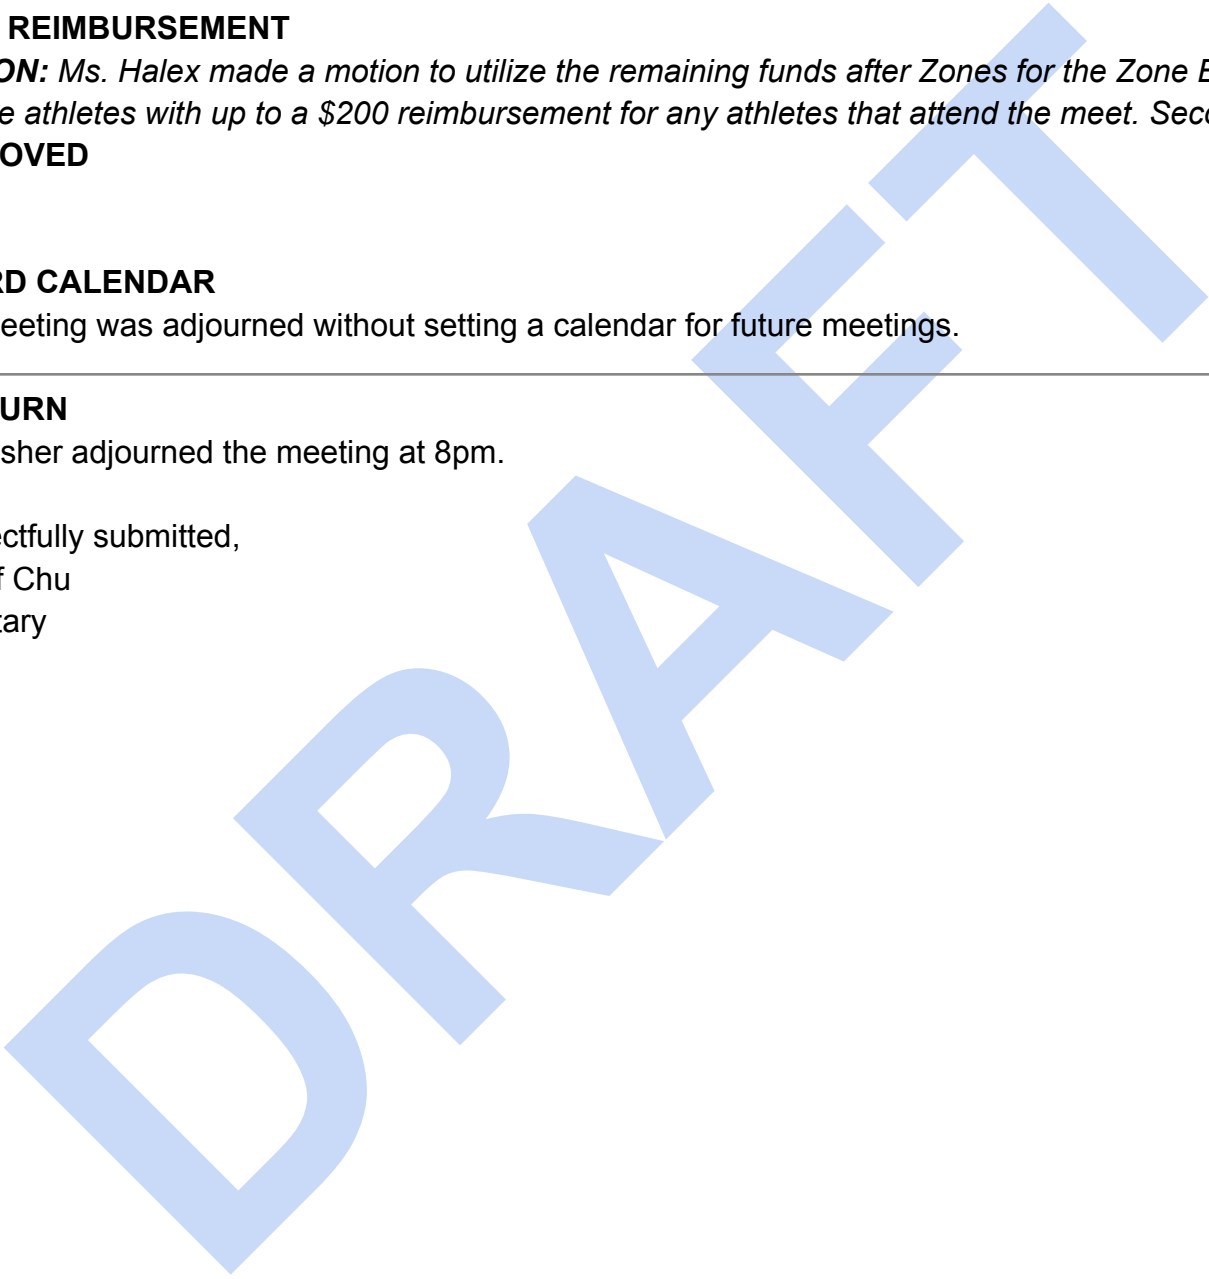 REIMBURSEMENT
ON: Ms. Halex made a motion to utilize the remaining funds after Zones for the Zone
e athletes with up to a $200 reimbursement for any athletes that attend the meet. Seco
OVED
RD CALENDAR
eeting was adjourned without setting a calendar for future meetings.
URN
sher adjourned the meeting at 8pm.
ectfully submitted,
f Chu
tary
DRAFT